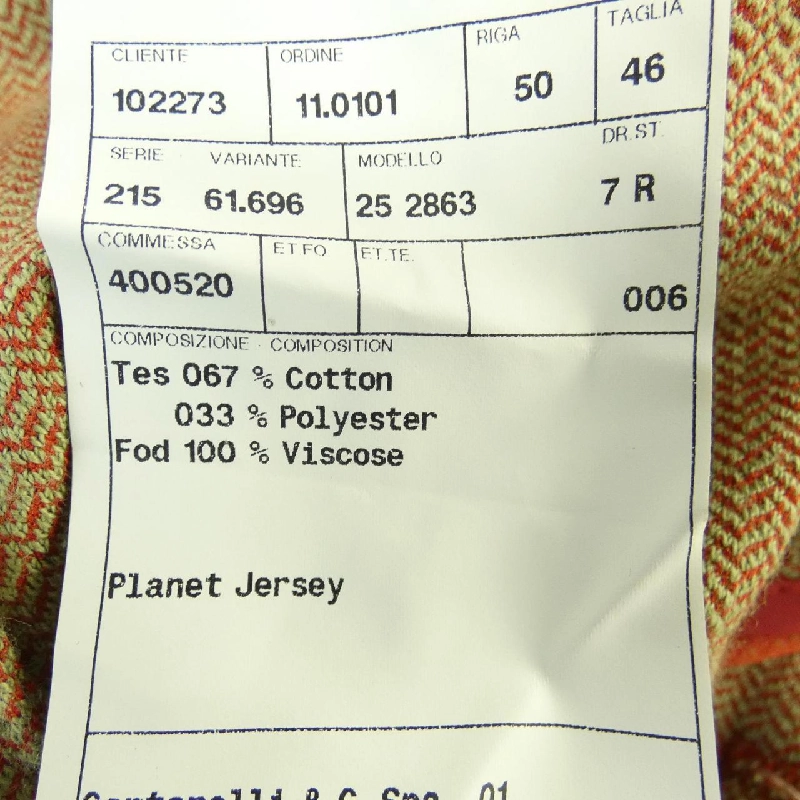 CLIENTE ORDINE RIGA TAGLIA
102273 11.0101 50 46
SERIE VARIANTE MODELLO DR.ST.
215 61.696 25 2863 7 R
COMMESSA ET FO ET.TE.
400520 006
COMPOSIZIONE - COMPOSITION
Tes 067 % Cotton
033 % Polyester
Fod 100 % Viscose
Planet Jersey
& C Spa 01